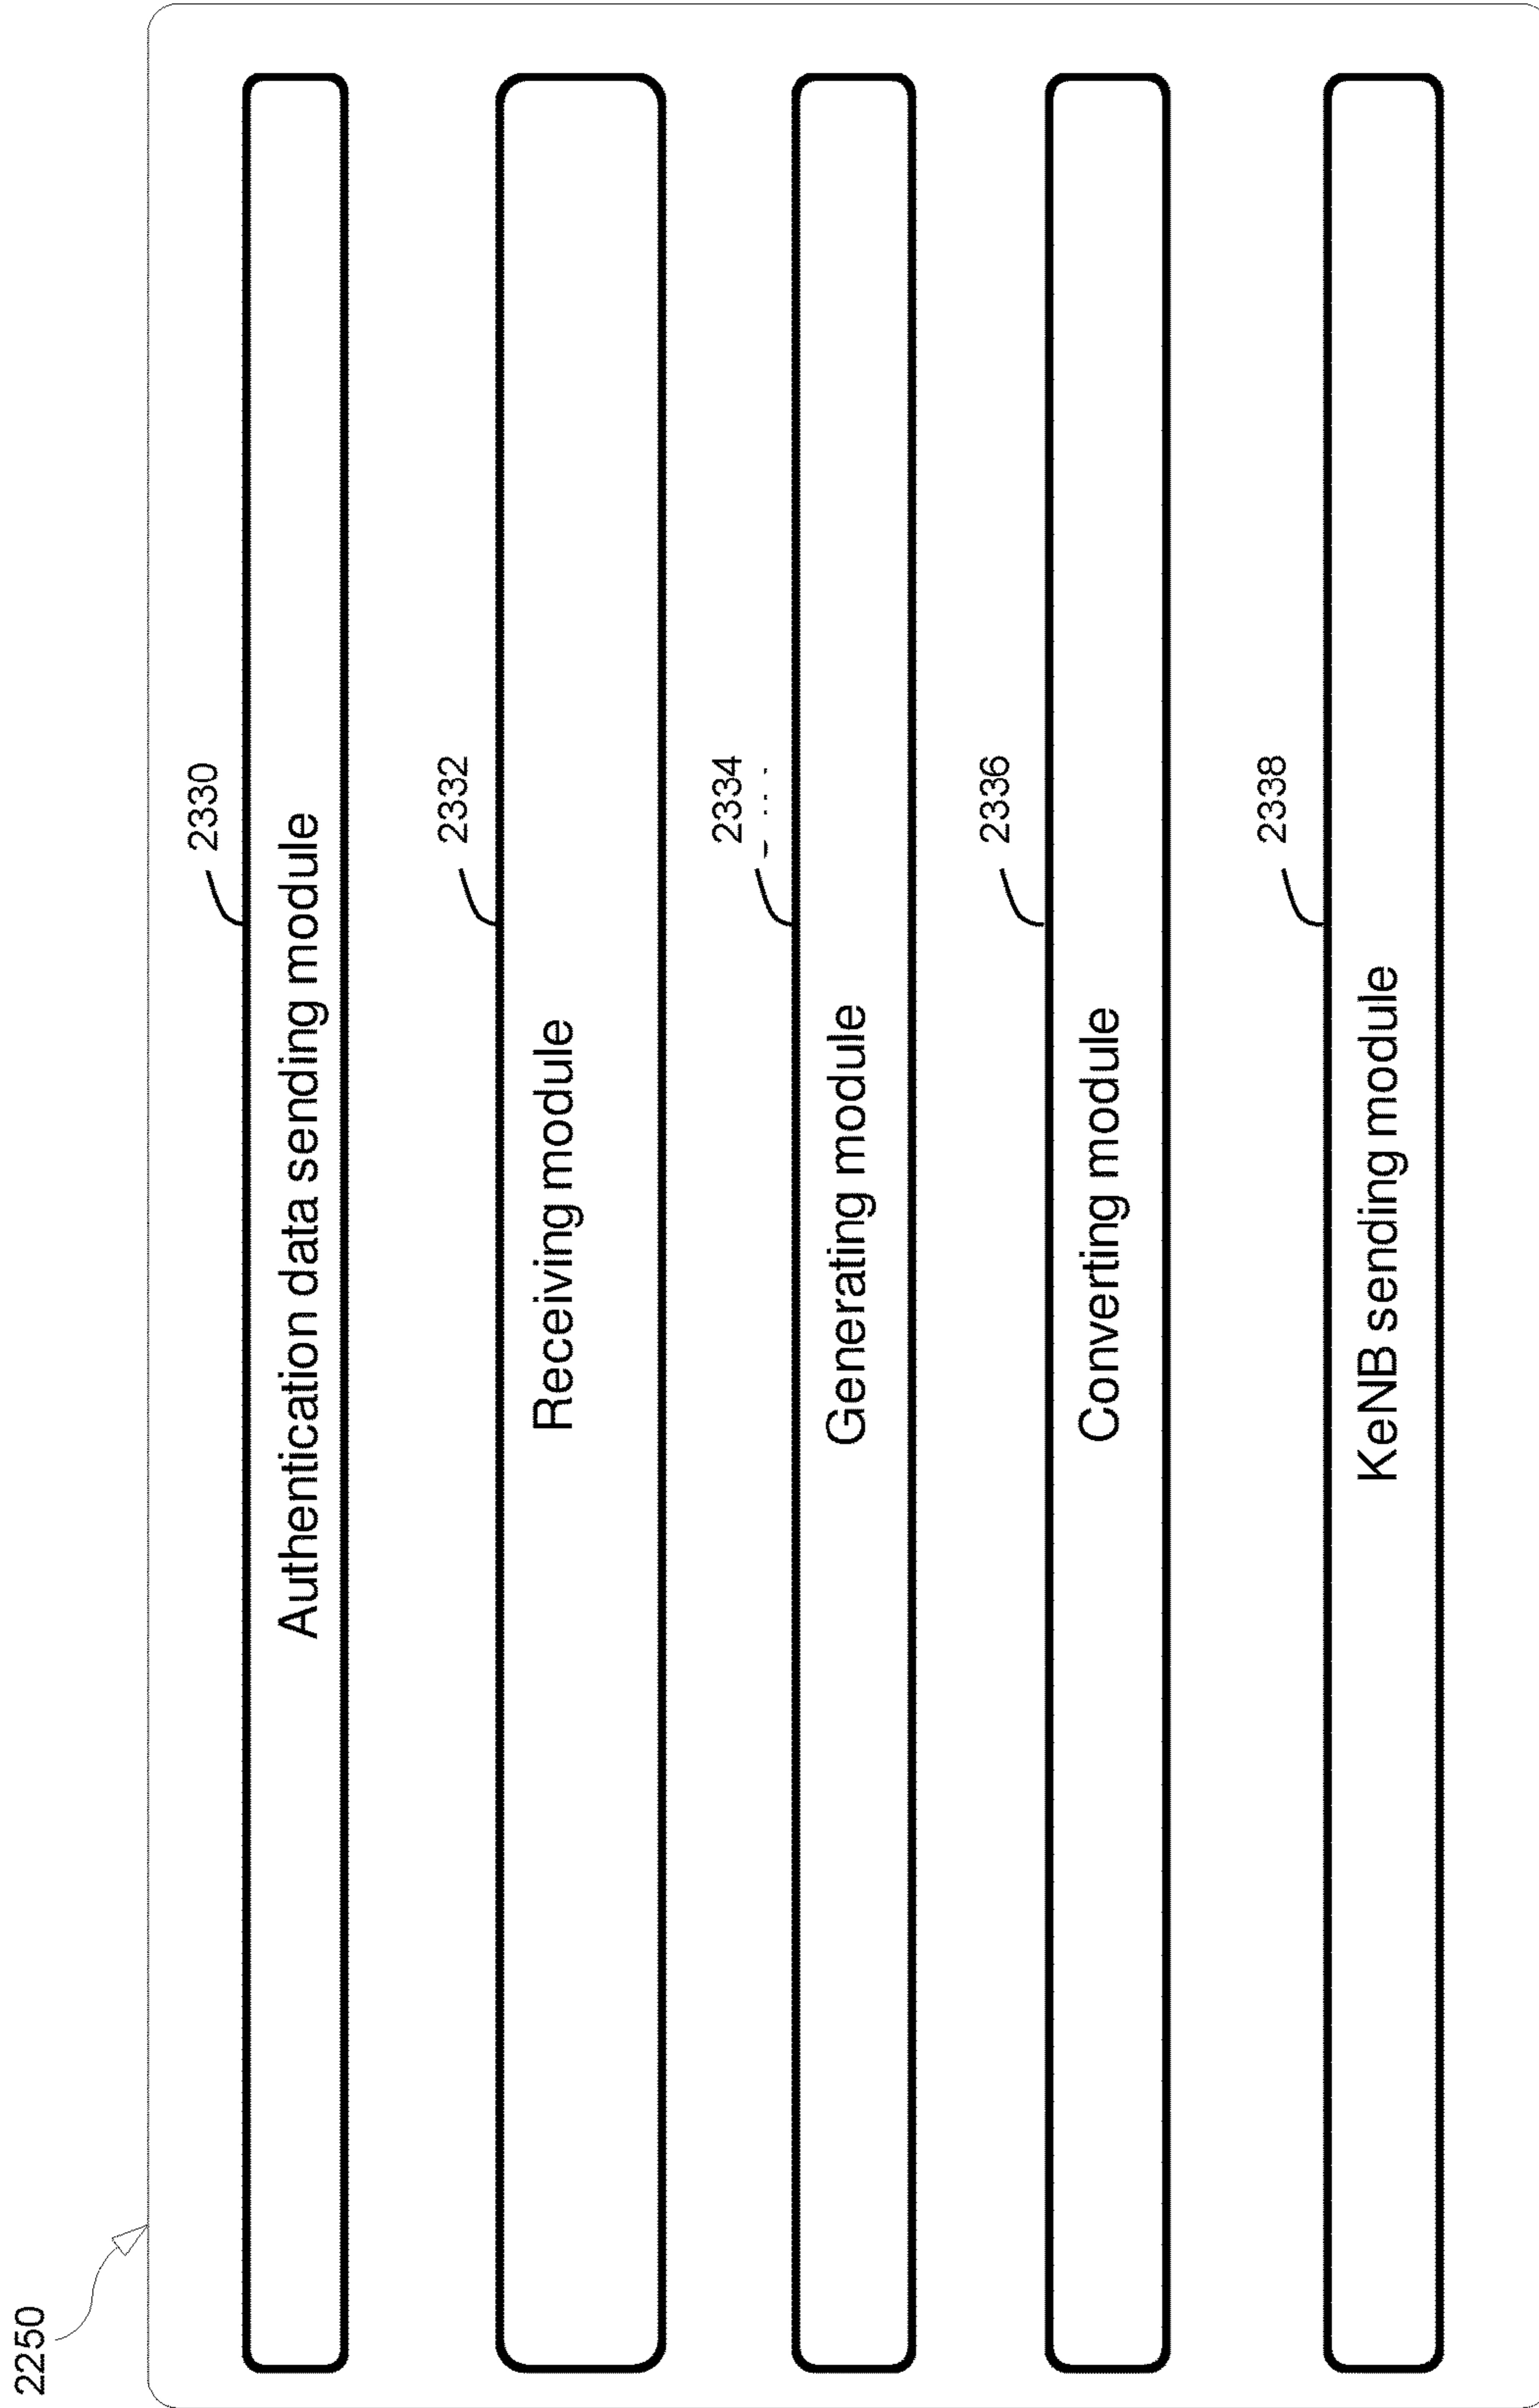 2250
2330
Authentication data sending module
2332
Receiving module
2334
Generating module
2336
Converting module
2338
KeNB sending module